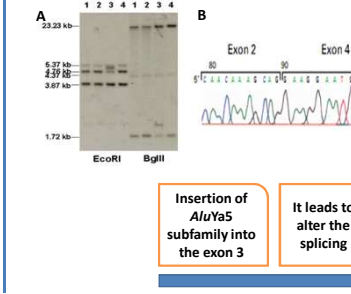 A
1 2 3 4 1 2 3 4
B
23.23 kb
5.37 kb
3.87 kb
1.72 kb
EcoRI BglII
Exon 2 Exon 4
80 90
5' C A A C A A A G C A G G A A G G A A T
Insertion of
AluYa5
subfamily into
the exon 3
It leads to
alter the
splicing